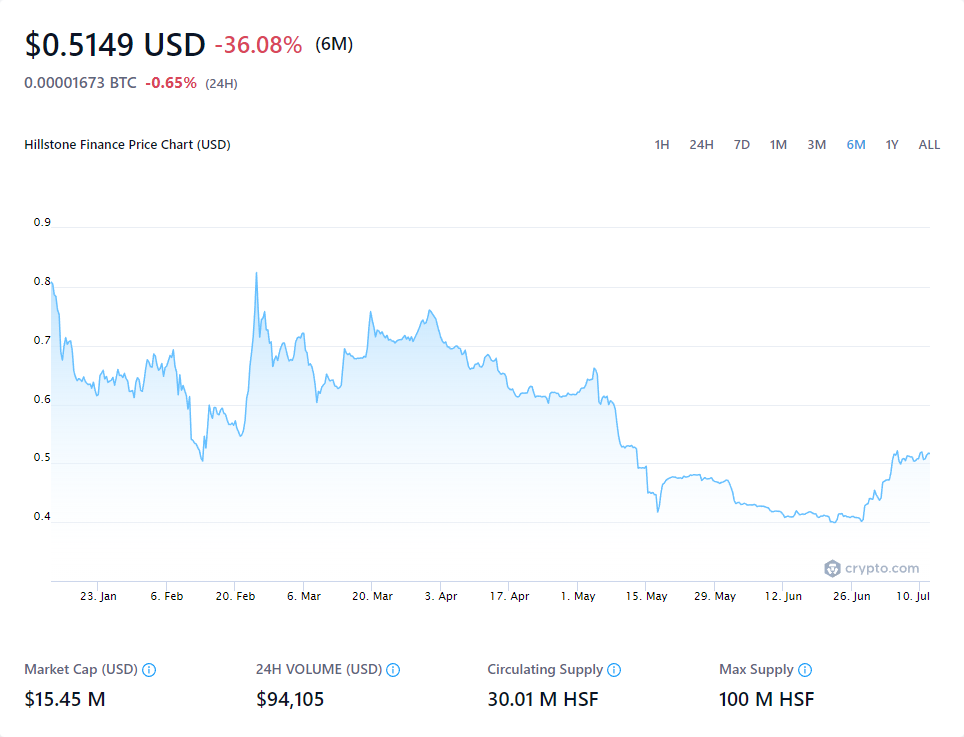 $0.5149 USD -36.08% (6M)
0.00001673 BTC -0.65% (24H)
Hillstone Finance Price Chart (USD)
1H 24H 7D 1M 3M 6M 1Y ALL
0.9
0.8
0.7
0.6
0.5
0.4
crypto.com
23. Jan 6. Feb 20. Feb 6. Mar 20. Mar 3. Apr 17. Apr 1. May 15. May 29. May 12. Jun 26. Jun 10. Jul
Market Cap (USD) 24H VOLUME (USD) Circulating Supply Max Supply
$15.45 M $94,105 30.01 M HSF 100 M HSF